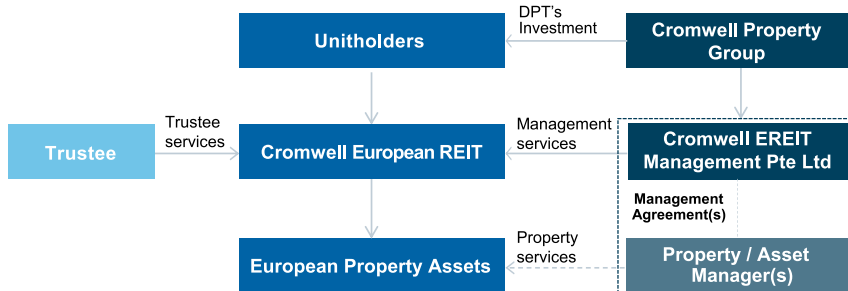 DPT's
Investment
Unitholders
Cromwell Property
Group
Trustee
Trustee
services
Cromwell European REIT
Management
services
Cromwell EREIT
Management Pte Ltd
Management
Agreement(s)
European Property Assets
Property
services
Property / Asset
Manager(s)